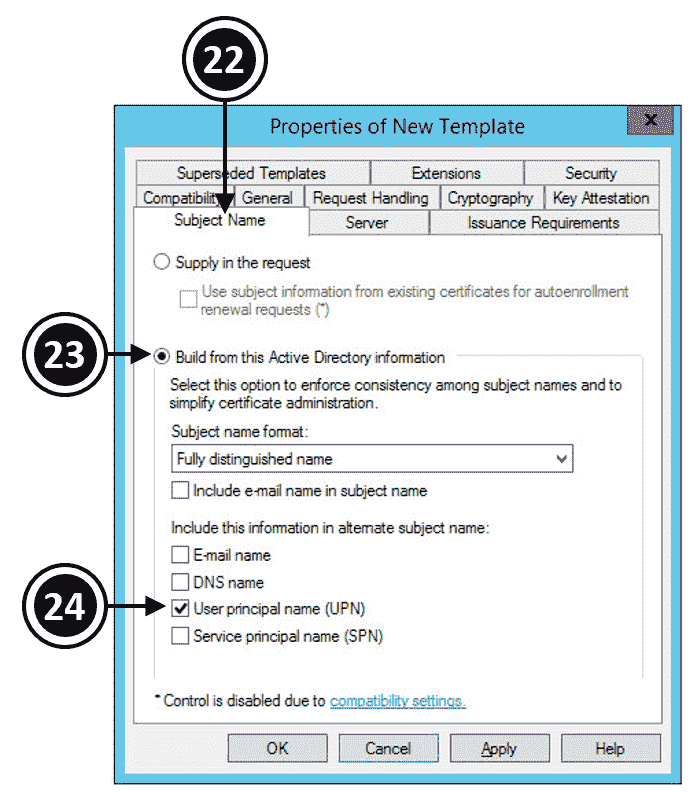 22
Properties of New Template
x
Superseded Templates Extensions Security
Compatibility General Request Handling Cryptography Key Attestation
Subject Name Server Issuance Requirements
Supply in the request
Use subject information from existing certificates for autoenrollment
renewal requests (*)
23
Build from this Active Directory information
Select this option to enforce consistency among subject names and to
simplify certificate administration.
Subject name format:
Fully distinguished name
Include e-mail name in subject name
Include this information in alternate subject name:
E-mail name
DNS name
24
User principal name (UPN)
Service principal name (SPN)
* Control is disabled due to compatibility settings.
OK Cancel Apply Help